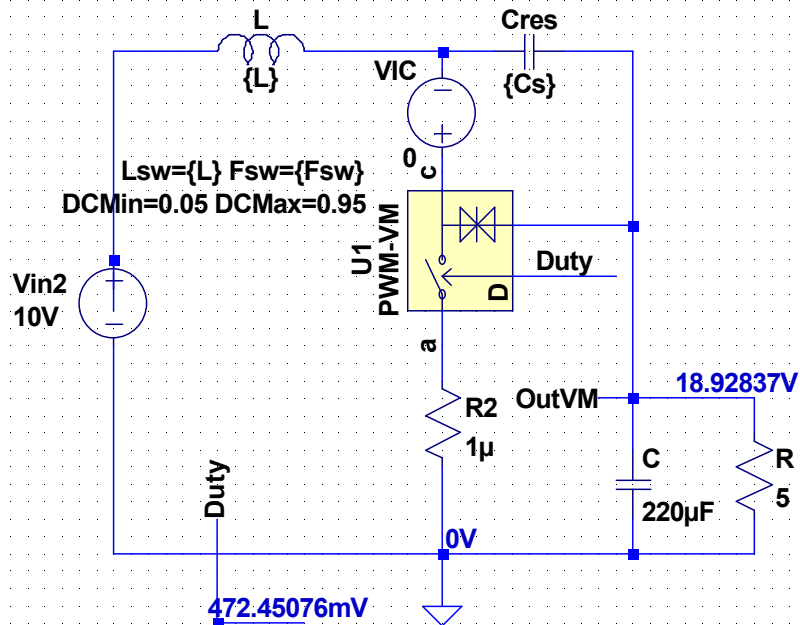 L
{L}
Cres
{Cs}
VIC
0
c
Lsw={L} Fsw={Fsw}
DCMin=0.05 DCMax=0.95
U1
PWM-VM
Duty
D
a
Vin2
10V
R2
1µ
OutVM
18.92837V
C
220µF
R
5
Duty
0V
472.45076mV